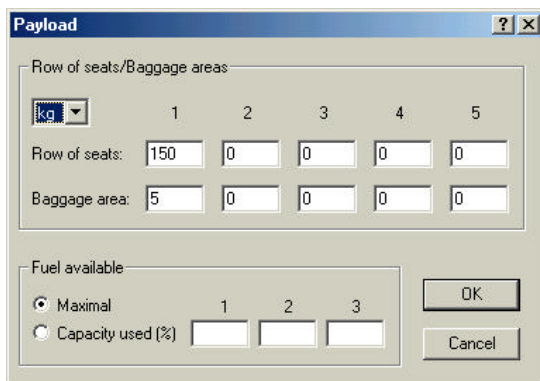 Payload
Row of seats/Baggage areas
kg 1 2 3 4 5
Row of seats: 150 0 0 0 0
Baggage area: 5 0 0 0 0
Fuel available
Maximal 1 2 3
Capacity used (%)
OK
Cancel